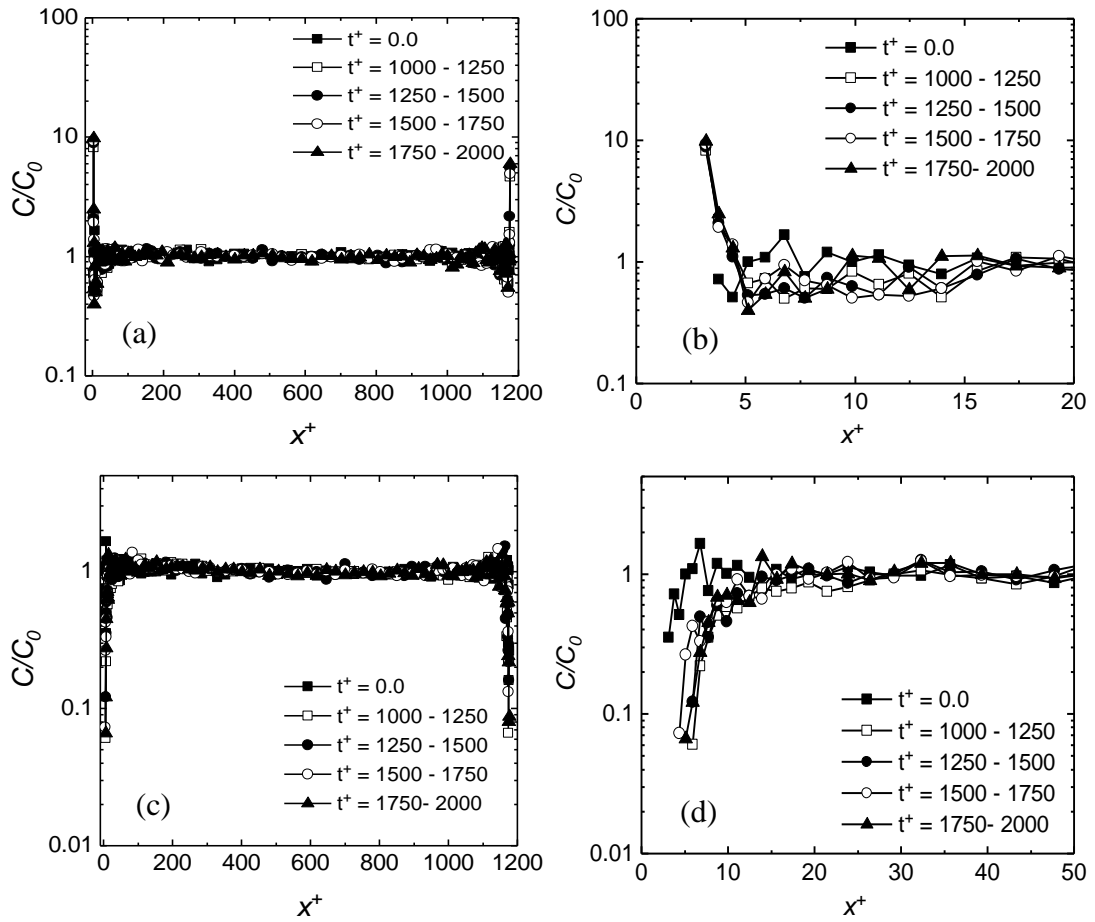 100
10
1
0.1
C/C0
0
200
400
600
800
1000
1200
x+
t+ = 0.0
t+ = 1000 - 1250
t+ = 1250 - 1500
t+ = 1500 - 1750
t+ = 1750 - 2000
(a)
100
10
1
0.1
C/C0
0
5
10
15
20
x+
t+ = 0.0
t+ = 1000 - 1250
t+ = 1250 - 1500
t+ = 1500 - 1750
t+ = 1750- 2000
(b)
1
0.1
0.01
C/C0
0
200
400
600
800
1000
1200
x+
t+ = 0.0
t+ = 1000 - 1250
t+ = 1250 - 1500
t+ = 1500 - 1750
t+ = 1750- 2000
(c)
1
0.1
0.01
C/C0
0
10
20
30
40
50
x+
t+ = 0.0
t+ = 1000 - 1250
t+ = 1250 - 1500
t+ = 1500 - 1750
t+ = 1750- 2000
(d)